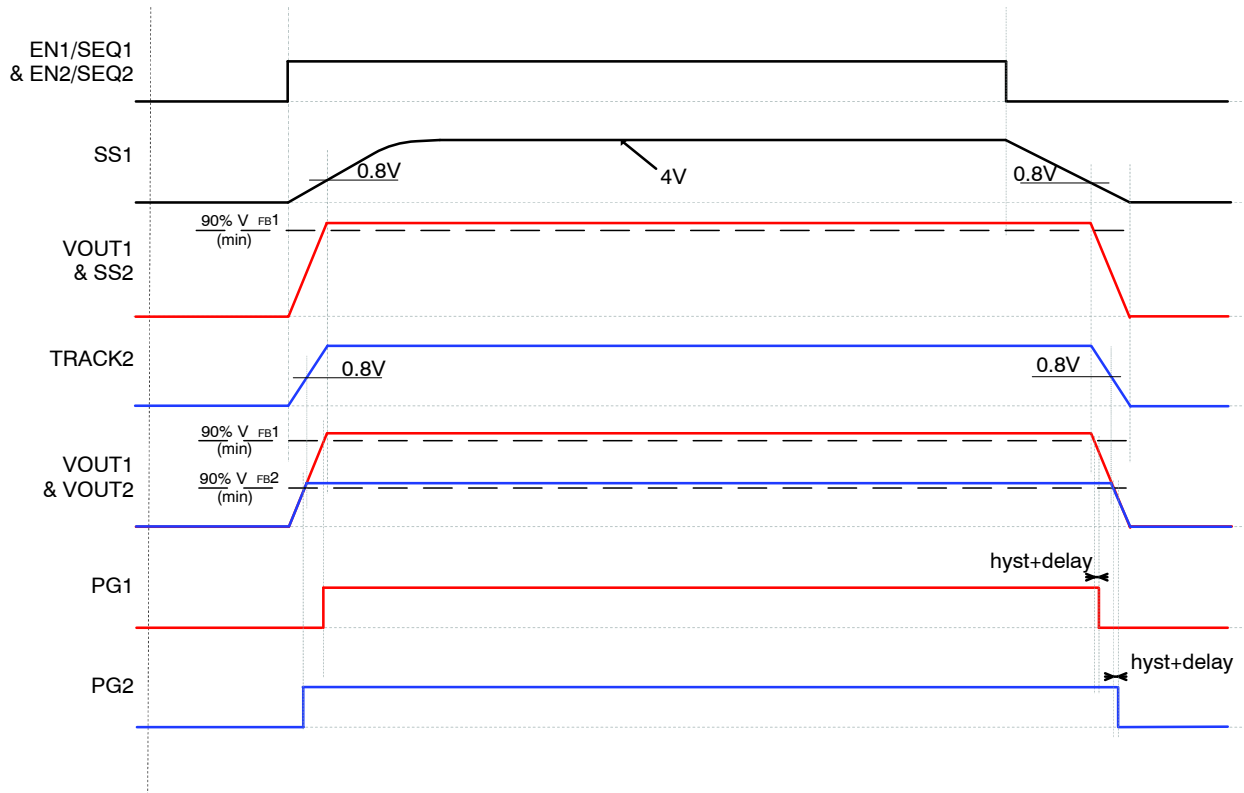 EN1/SEQ1
& EN2/SEQ2
SS1
0.8V
4V
0.8V
90% V FB1
(min)
VOUT1
& SS2
TRACK2
0.8V
0.8V
90% V FB1
(min)
VOUT1
& VOUT2
90% V FB2
(min)
hyst+delay
PG1
hyst+delay
PG2